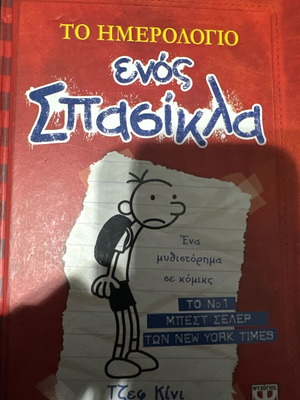 ΤΟ ΗΜΕΡΟΛΟΓΙΟ
ενός
Σπασίκλα
Ένα
μυθιστόρημα
σε κόμικς
ΤΟ Νο 1
ΜΠΕΣΤ ΣΕΛΕΡ
ΤΩΝ NEW YORK TIMES
Τζεφ Κίνι
ΨΥΧΟΓΙΟΣ